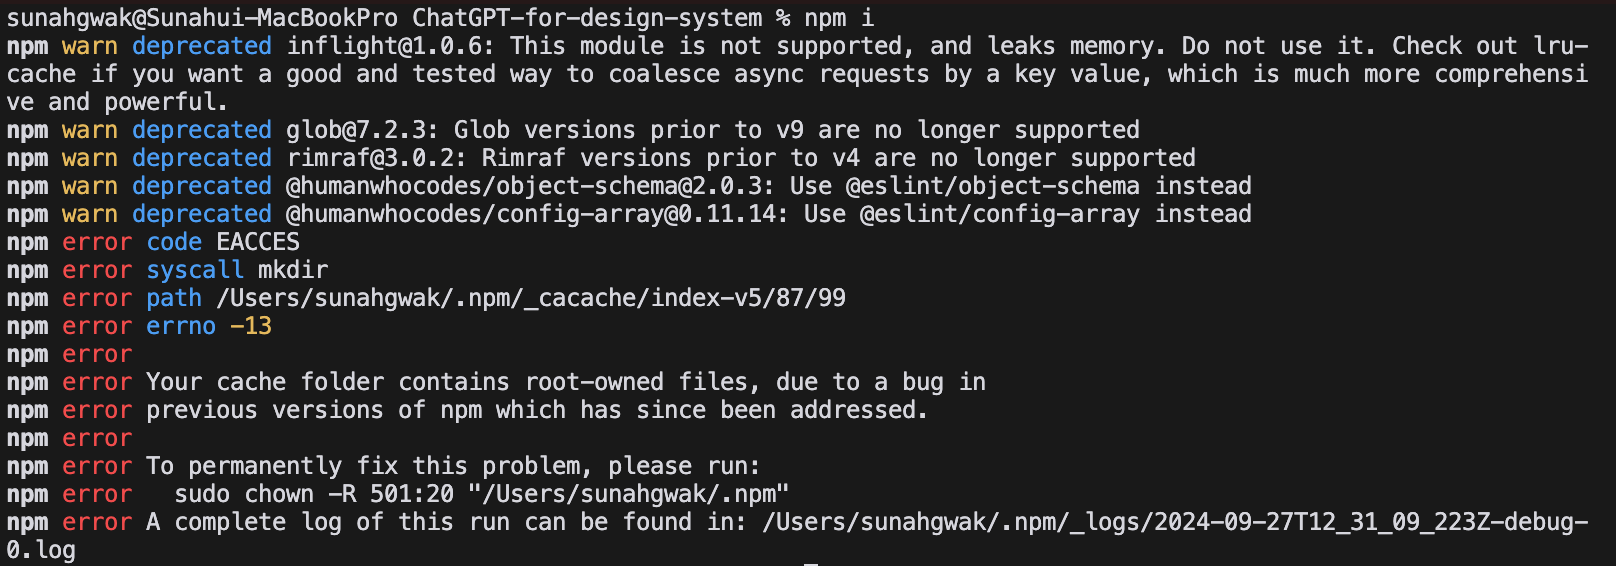 sunahgwak@Sunahui-MacBookPro ChatGPT-for-design-system % npm i
npm warn deprecated inflight@1.0.6: This module is not supported, and leaks memory. Do not use it. Check out lru-
cache if you want a good and tested way to coalesce async requests by a key value, which is much more comprehensi
ve and powerful.
npm warn deprecated glob@7.2.3: Glob versions prior to v9 are no longer supported
npm warn deprecated rimraf@3.0.2: Rimraf versions prior to v4 are no longer supported
npm warn deprecated @humanwhocodes/object-schema@2.0.3: Use @eslint/object-schema instead
npm warn deprecated @humanwhocodes/config-array@0.11.14: Use @eslint/config-array instead
npm error code EACCES
npm error syscall mkdir
npm error path /Users/sunahgwak/.npm/_cacache/index-v5/87/99
npm error errno -13
npm error
npm error Your cache folder contains root-owned files, due to a bug in
npm error previous versions of npm which has since been addressed.
npm error
npm error To permanently fix this problem, please run:
npm error   sudo chown -R 501:20 "/Users/sunahgwak/.npm"
npm error A complete log of this run can be found in: /Users/sunahgwak/.npm/_logs/2024-09-27T12_31_09_223Z-debug-
0.log